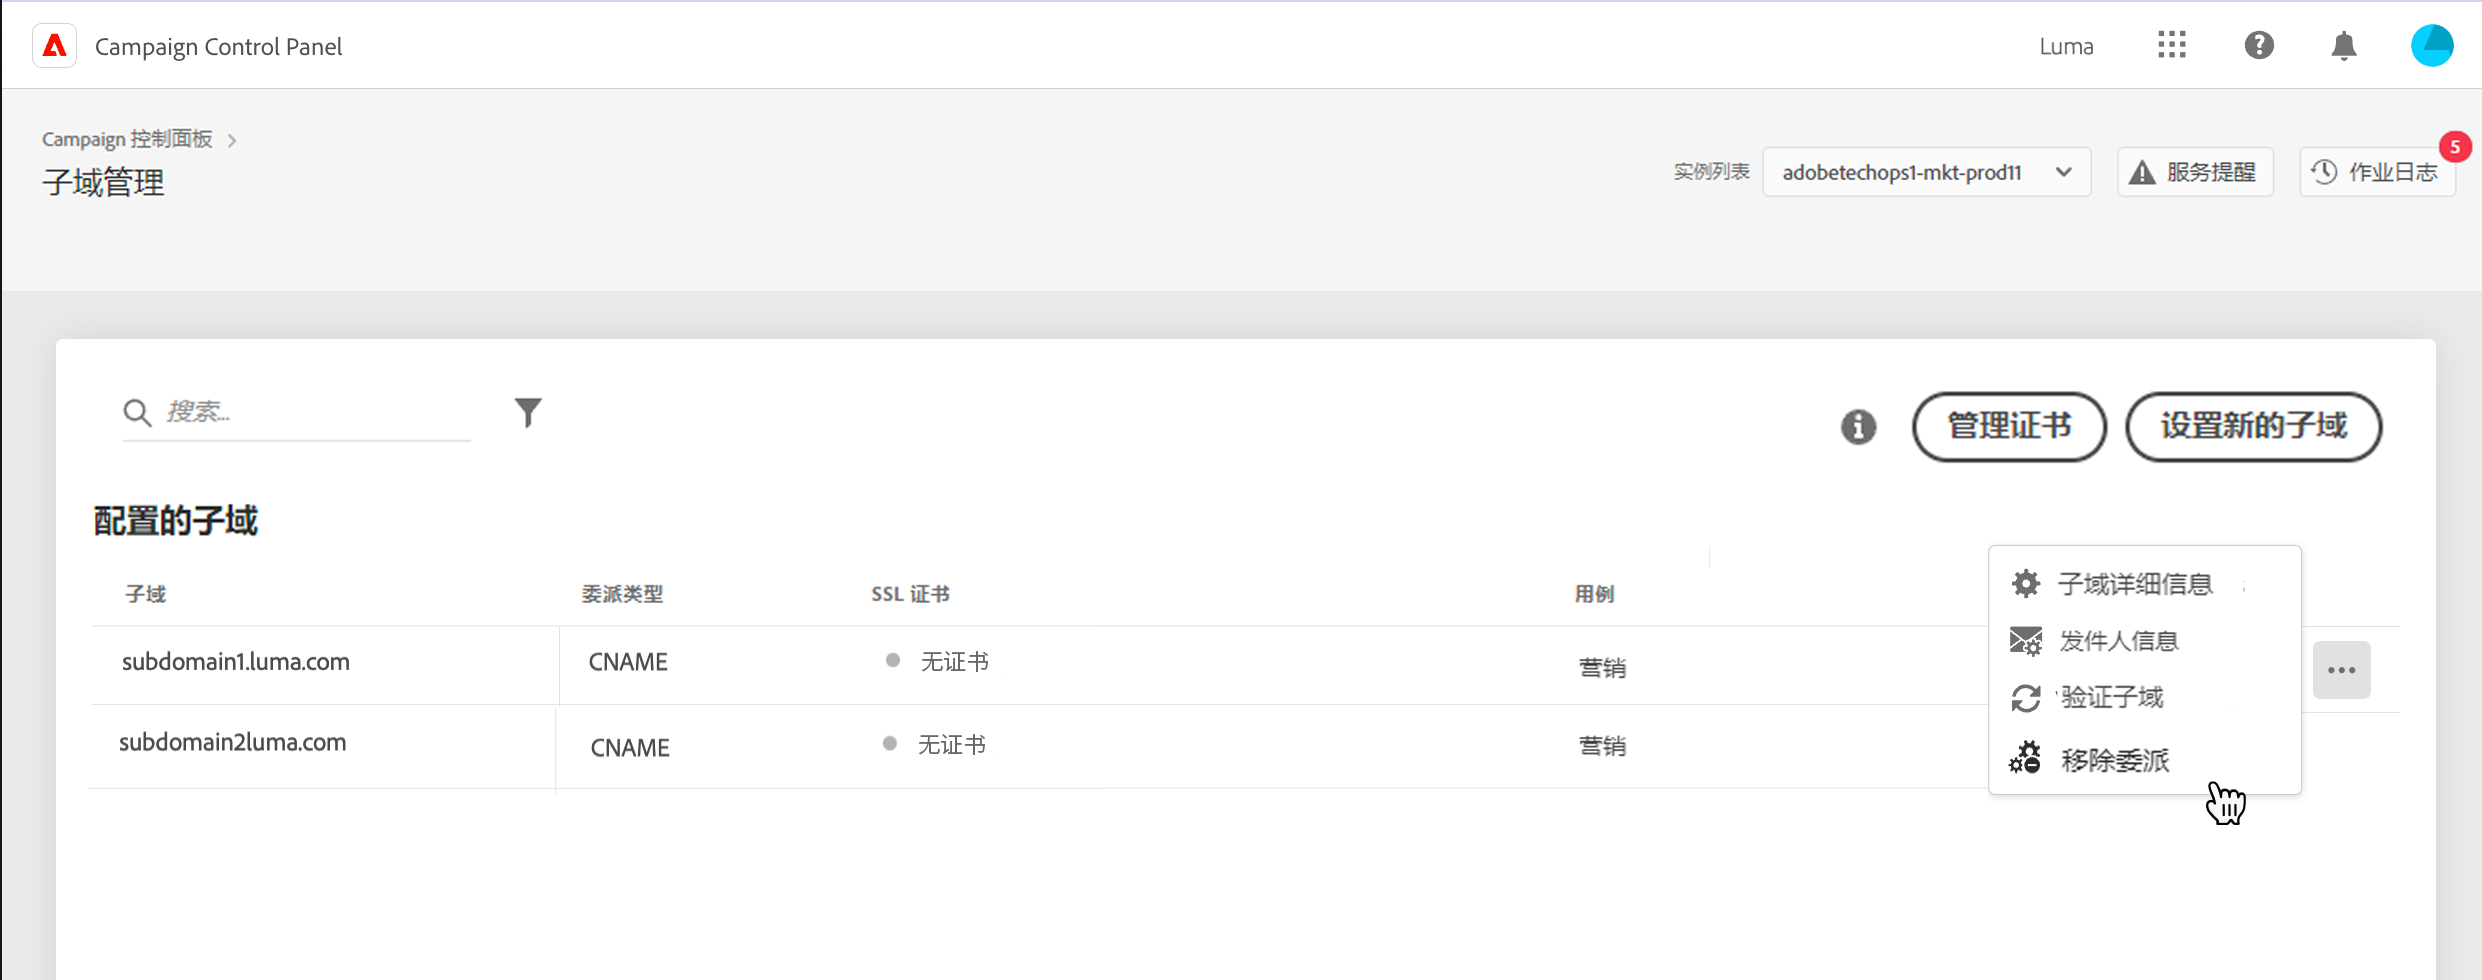 Campaign Control Panel
Luma
Campaign 控制面板
子域管理
实例列表
adobetechops1-mkt-prod11
服务提醒
作业日志
5
搜索...
管理证书
设置新的子域
配置的子域
子域 委派类型 SSL 证书 用例
subdomain1.luma.com CNAME 无证书 营销
subdomain2luma.com CNAME 无证书 营销
子域详细信息
发件人信息
验证子域
移除委派